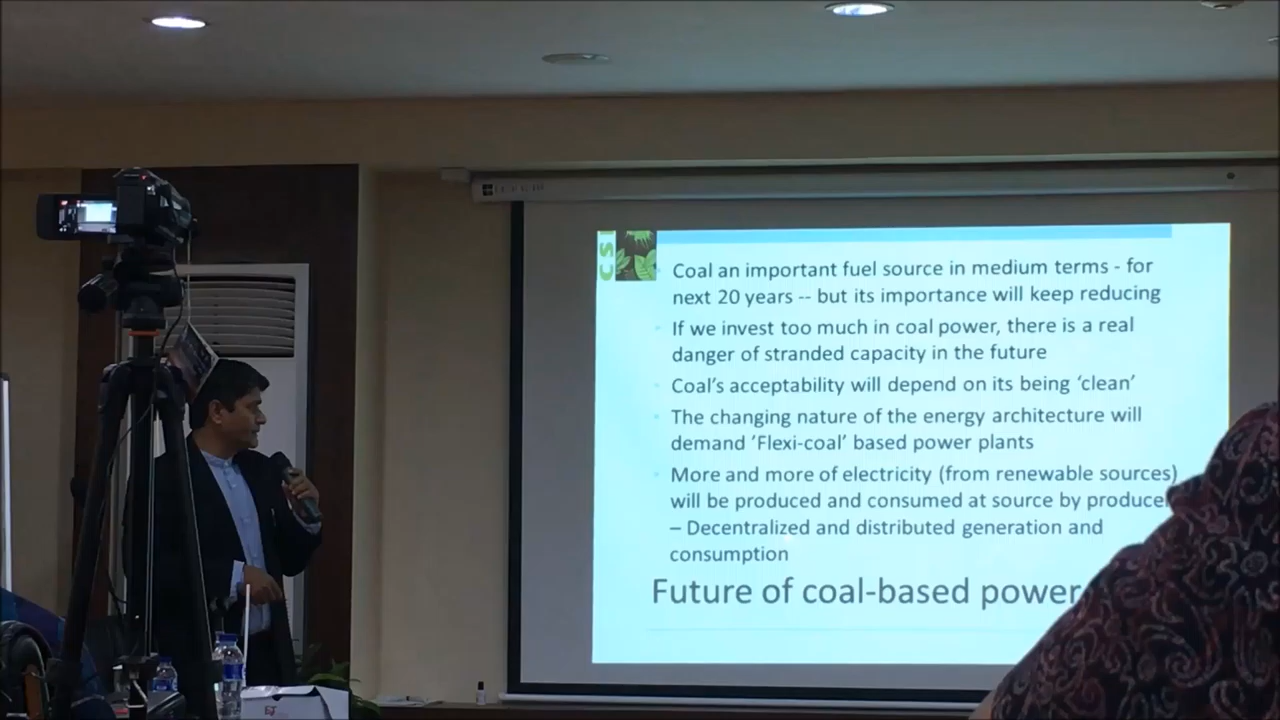 CSE
Coal an important fuel source in medium terms - for
next 20 years -- but its importance will keep reducing
If we invest too much in coal power, there is a real
danger of stranded capacity in the future
Coal's acceptability will depend on its being 'clean'
The changing nature of the energy architecture will
demand 'Flexi-coal' based power plants
More and more of electricity (from renewable sources)
will be produced and consumed at source by
– Decentralized and distributed generation and
consumption
Future of coal-based power